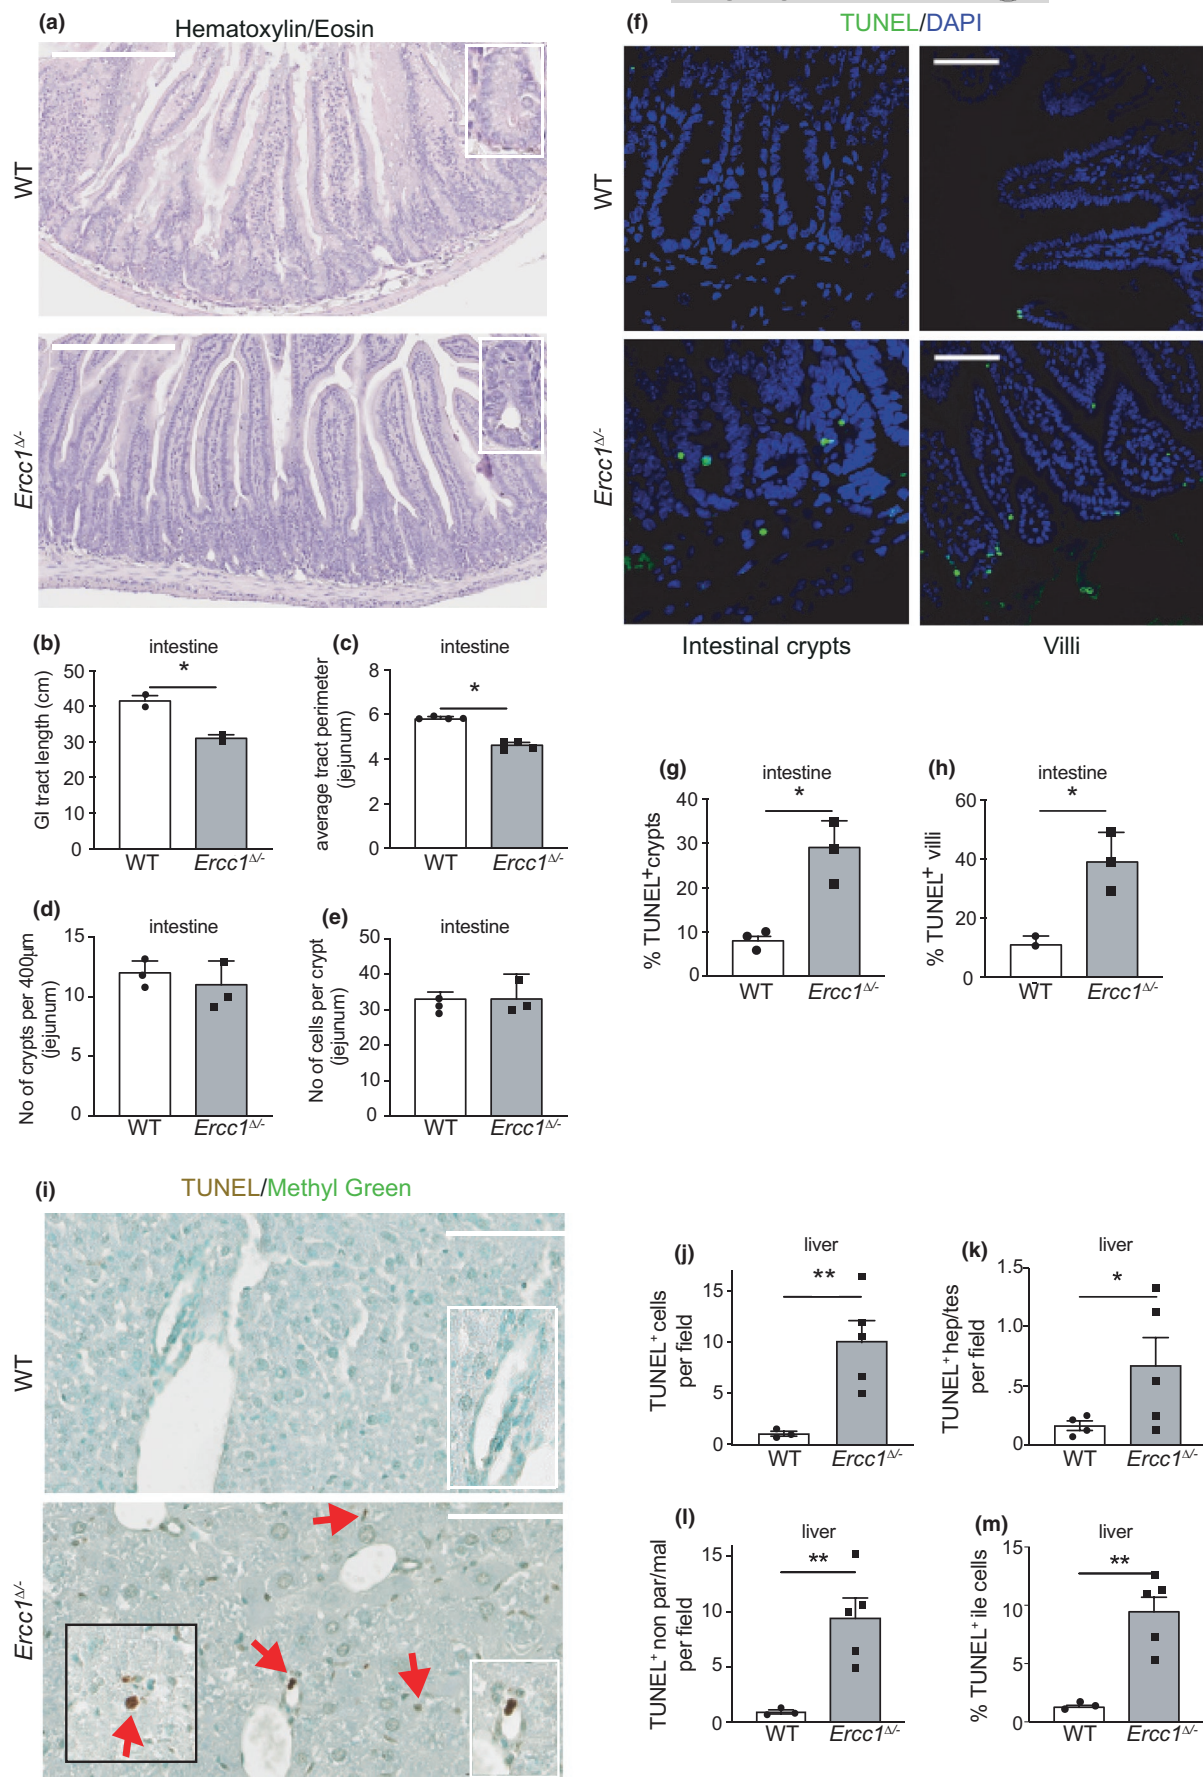 (a)
Hematoxylin/Eosin
WT
Ercc1Δ/-
(f)
TUNEL/DAPI
WT
Ercc1Δ/-
Intestinal crypts
Villi
(b)
intestine
*
GI tract length (cm)
50
40
30
20
10
0
WT
Ercc1Δ/-
(c)
intestine
*
average tract perimeter
(jejunum)
8
6
4
2
0
WT
Ercc1Δ/-
(d)
intestine
No of crypts per 400µm
(jejunum)
15
10
5
0
WT
Ercc1Δ/-
(e)
intestine
No of cells per crypt
(jejunum)
50
40
30
20
10
0
WT
Ercc1Δ/-
(g)
intestine
*
% TUNEL+crypts
40
30
20
10
0
WT
Ercc1Δ/-
(h)
intestine
*
% TUNEL+ villi
60
40
20
0
WT
Ercc1Δ/-
(i)
TUNEL/Methyl Green
WT
Ercc1Δ/-
(j)
liver
**
TUNEL+ cells
per field
15
10
5
0
WT
Ercc1Δ/-
(k)
liver
*
TUNEL+ hep/tes
per field
1.5
1.0
.5
0
WT
Ercc1Δ/-
(l)
liver
**
TUNEL+ non par/mal
per field
15
10
5
0
WT
Ercc1Δ/-
(m)
liver
**
% TUNEL+ ile cells
15
10
5
0
WT
Ercc1Δ/-